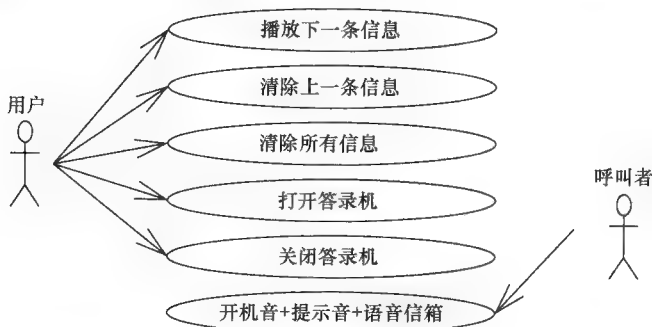 播放下一条信息
清除上一条信息
用户
清除所有信息
呼叫者
打开答录机
关闭答录机
开机音+提示音+语音信箱